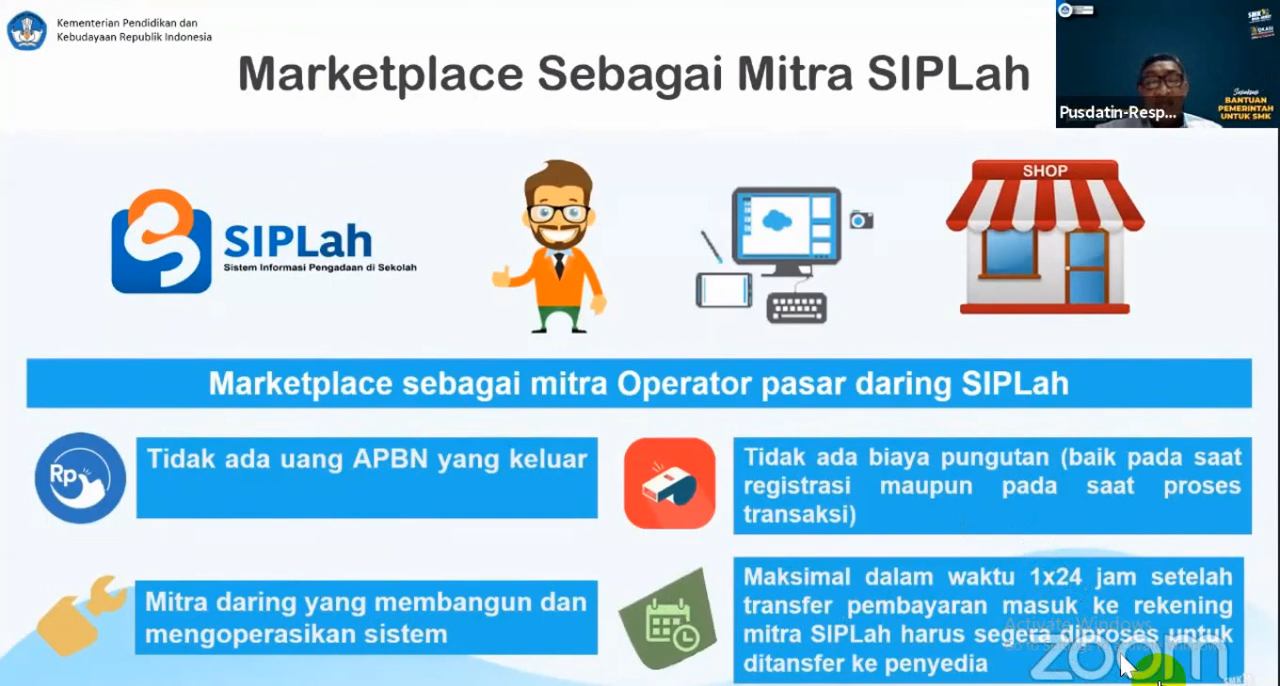 Kementerian Pendidikan dan
Kebudayaan Republik Indonesia
Marketplace Sebagai Mitra SIPLah
Pusdatin-Resp...
BANTUAN
PEMERINTAH
UNTUK SMK
SIPLah
Sistem Informasi Pengadaan di Sekolah
SHOP
Marketplace sebagai mitra Operator pasar daring SIPLah
Rp
Tidak ada uang APBN yang keluar
Tidak ada biaya pungutan (baik pada saat
registrasi maupun pada saat proses
transaksi)
Mitra daring yang membangun dan
mengoperasikan sistem
Maksimal dalam waktu 1x24 jam setelah
transfer pembayaran masuk ke rekening
mitra SIPLah harus segera diproses untuk
ditansfer ke penyedia
Activate Windows
zoom